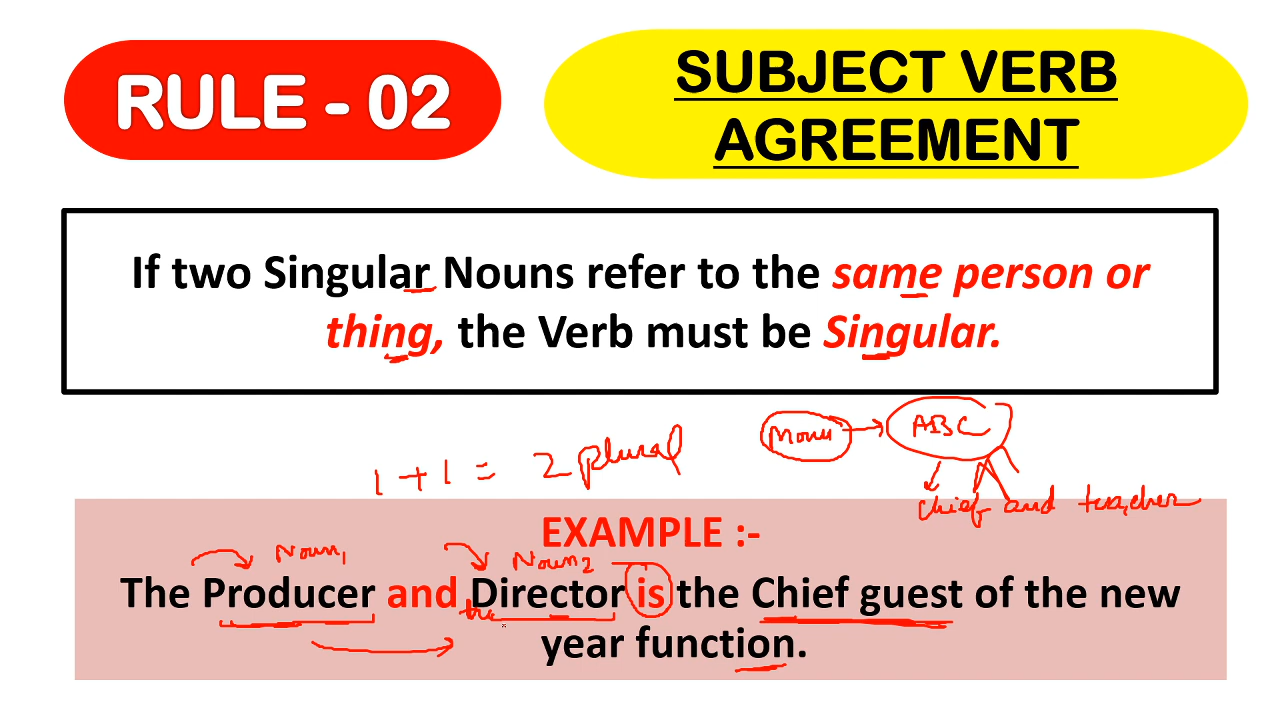 RULE - 02
SUBJECT VERB
AGREEMENT
If two Singular Nouns refer to the same person or
thing, the Verb must be Singular.
1 + 1 = 2 plural
Noun → ABC
chief and teacher
EXAMPLE :-
Noun1 Noun2
The Producer and Director is the Chief guest of the new
the
year function.